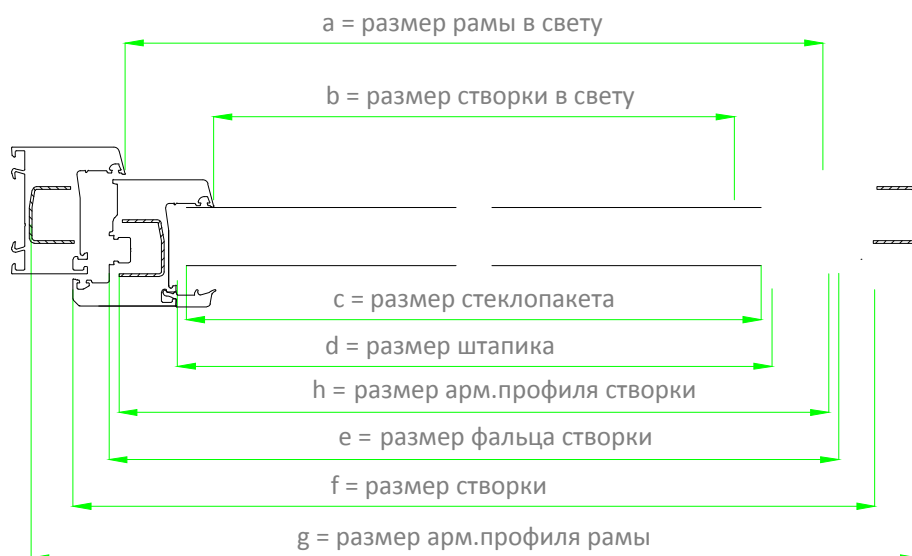 a = размер рамы в свету
b = размер створки в свету
c = размер стеклопакета
d = размер штапика
h = размер арм.профиля створки
e = размер фальца створки
f = размер створки
g = размер арм.профиля рамы